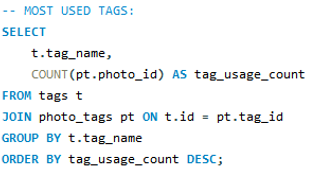 -- MOST USED TAGS:
SELECT
t.tag_name,
COUNT(pt.photo_id) AS tag_usage_count
FROM tags t
JOIN photo_tags pt ON t.id = pt.tag_id
GROUP BY t.tag_name
ORDER BY tag_usage_count DESC;